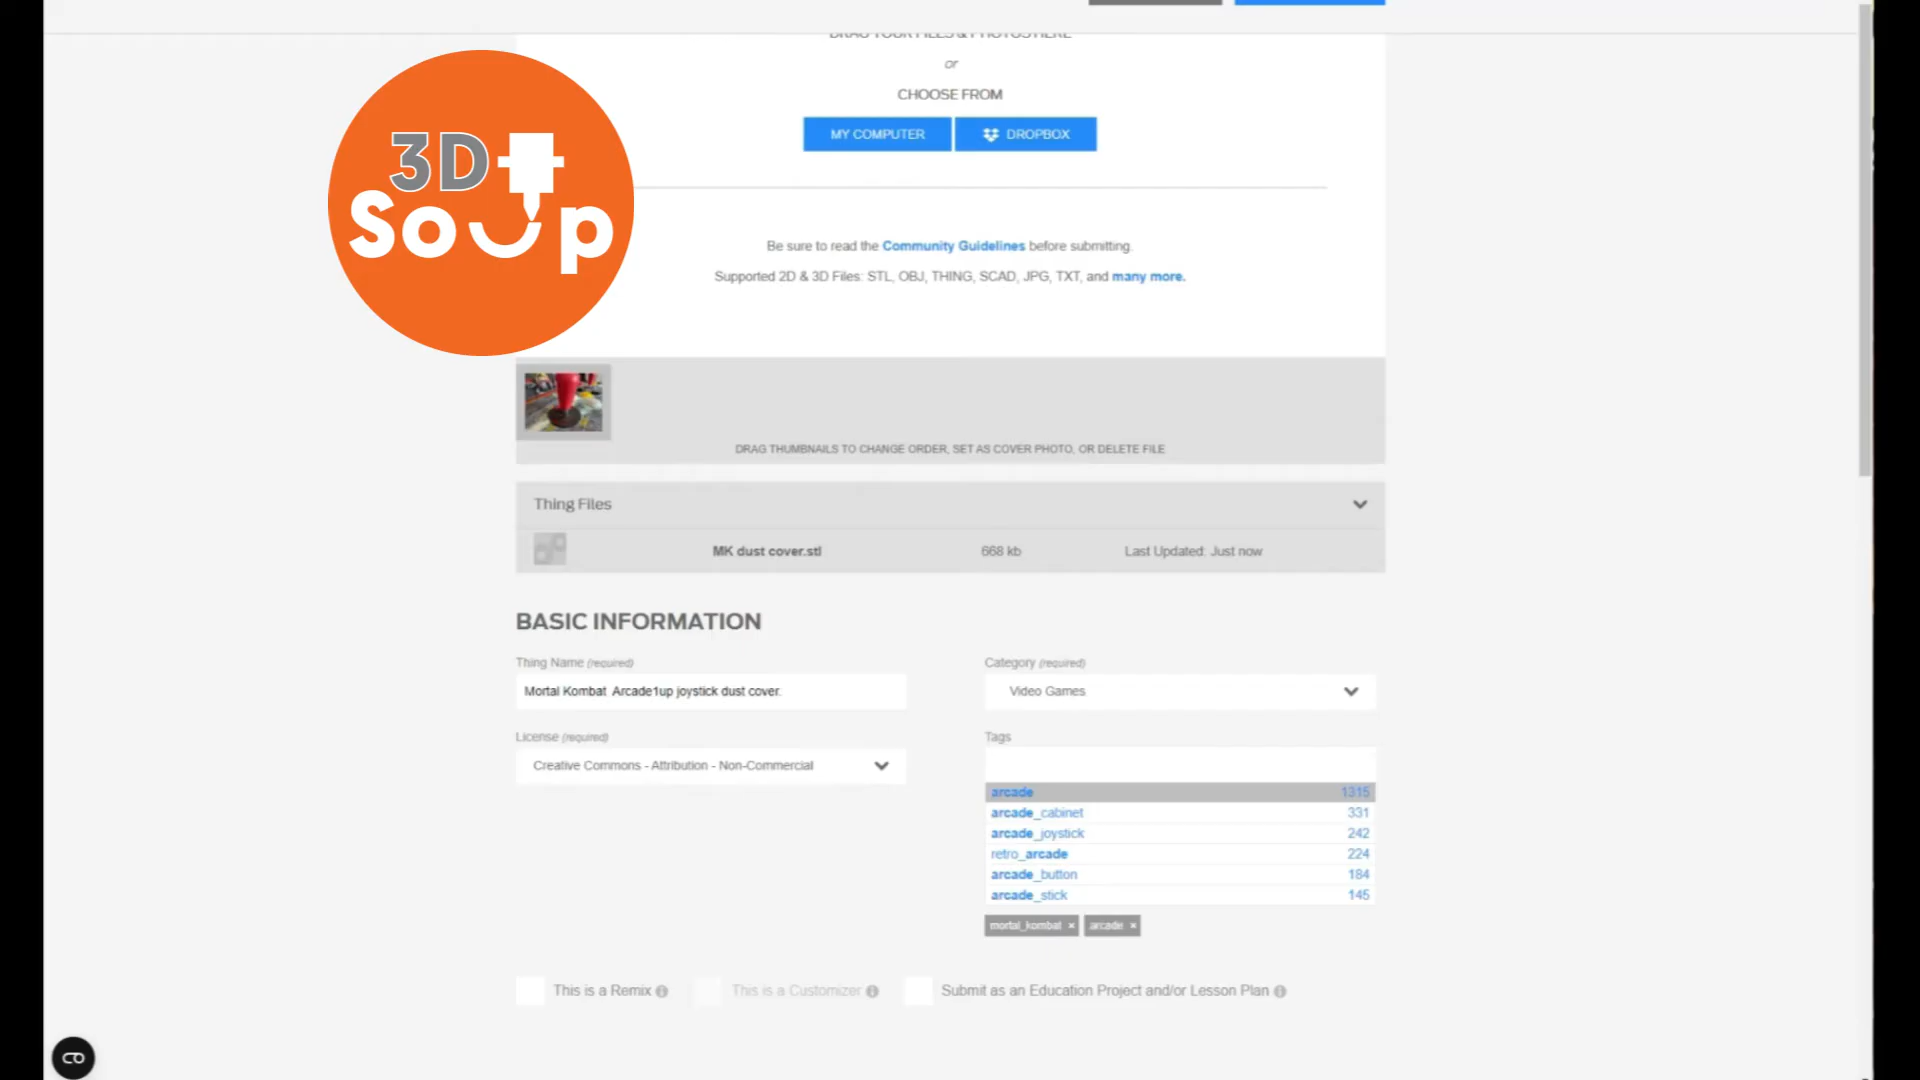 DRAG YOUR FILES & PHOTOS HERE
or
CHOOSE FROM
MY COMPUTER
DROPBOX
3D
Soup
Be sure to read the Community Guidelines before submitting.
Supported 2D & 3D Files: STL, OBJ, THING, SCAD, JPG, TXT, and many more.
DRAG THUMBNAILS TO CHANGE ORDER, SET AS COVER PHOTO, OR DELETE FILE
Thing Files
MK dust cover.stl 668 kb Last Updated: Just now
BASIC INFORMATION
Thing Name (required)
Mortal Kombat Arcade1up joystick dust cover.
Category (required)
Video Games
License (required)
Creative Commons - Attribution - Non-Commercial
Tags
arcade 1315
arcade_cabinet 331
arcade_joystick 242
retro_arcade 224
arcade_button 184
arcade_stick 145
mortal_kombat × arcade ×
This is a Remix
This is a Customizer
Submit as an Education Project and/or Lesson Plan